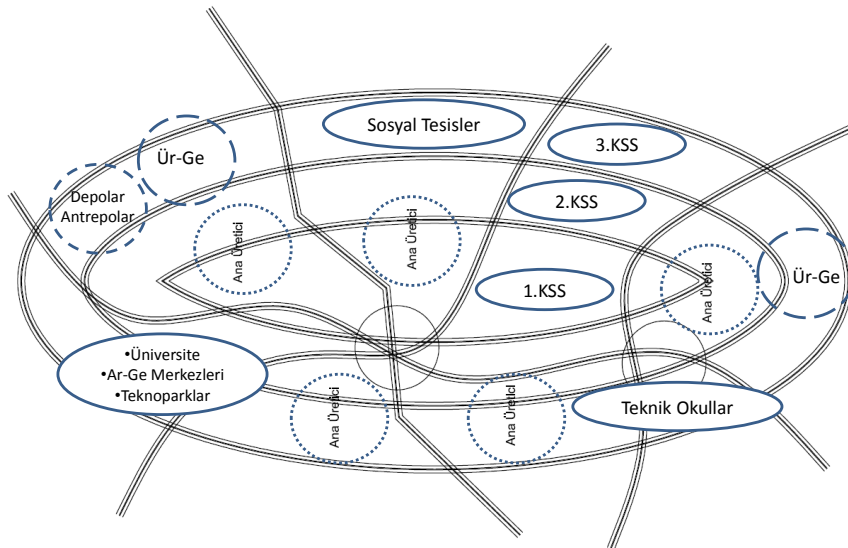 Sosyal Tesisler
3.KSS
Ür-Ge
Depolar
Antrepolar
2.KSS
Ana Üretici
Ana Üretici
Ana Üretici
Ür-Ge
1.KSS
•Üniversite
•Ar-Ge Merkezleri
•Teknoparklar
Ana Üretici
Ana Üretici
Teknik Okullar